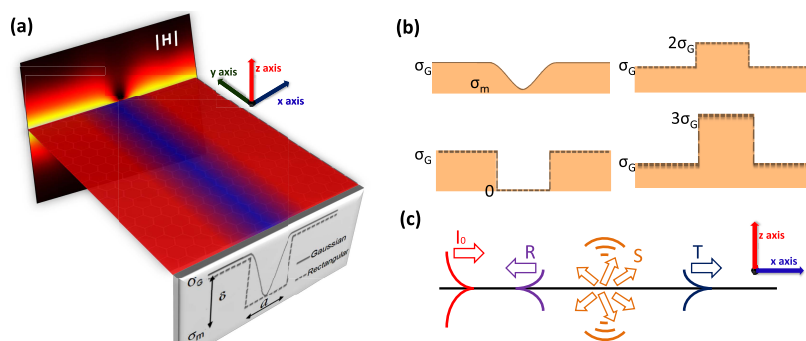 (a)
|H|
z axis
y axis
x axis
Gaussian
Rectangular
σG
δ
d
σm
(b)
σG
σm
2σG
σG
σG
0
3σG
σG
(c)
I0
R
S
T
z axis
x axis